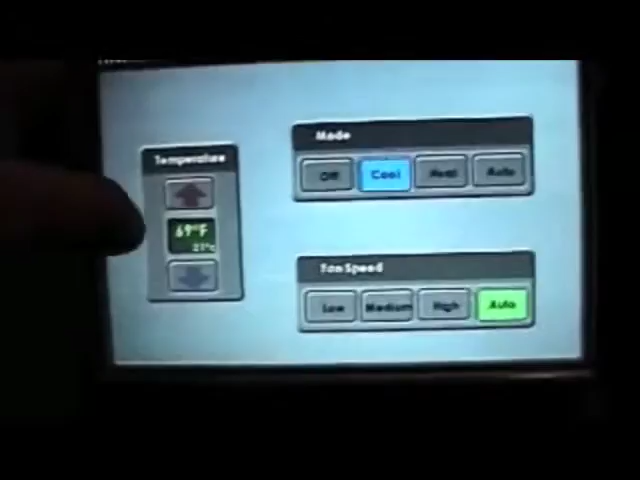 Temperature
69°F
21°C
Mode
Off
Cool
Heat
Auto
Fan Speed
Low
Medium
High
Auto